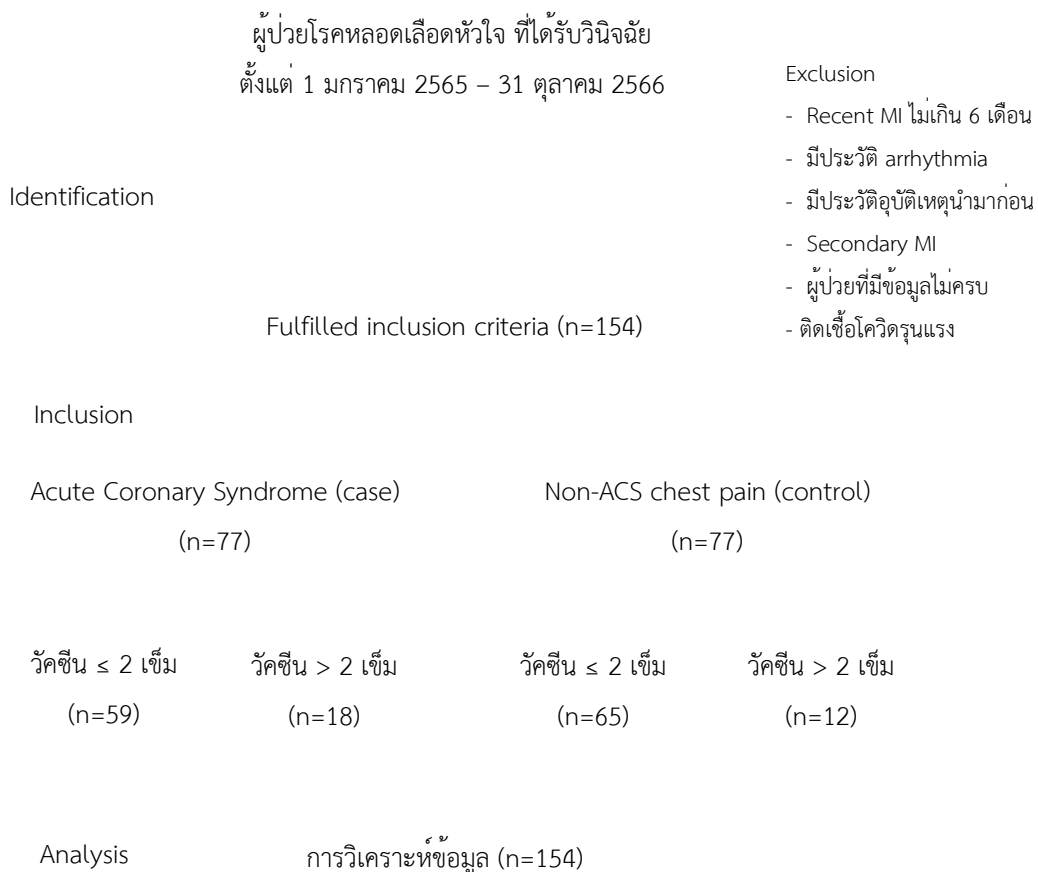 ผู้ป่วยโรคหลอดเลือดหัวใจ ที่ได้รับวินิจฉัย
ตั้งแต่ 1 มกราคม 2565 – 31 ตุลาคม 2566
Exclusion
- Recent MI ไม่เกิน 6 เดือน
- มีประวัติ arrhythmia
- มีประวัติอุบัติเหตุนำมาก่อน
- Secondary MI
- ผู้ป่วยที่มีข้อมูลไม่ครบ
- ติดเชื้อโควิดรุนแรง
Identification
Fulfilled inclusion criteria (n=154)
Inclusion
Acute Coronary Syndrome (case)
(n=77)
Non-ACS chest pain (control)
(n=77)
วัคซีน ≤ 2 เข็ม
(n=59)
วัคซีน > 2 เข็ม
(n=18)
วัคซีน ≤ 2 เข็ม
(n=65)
วัคซีน > 2 เข็ม
(n=12)
Analysis
การวิเคราะห์ข้อมูล (n=154)